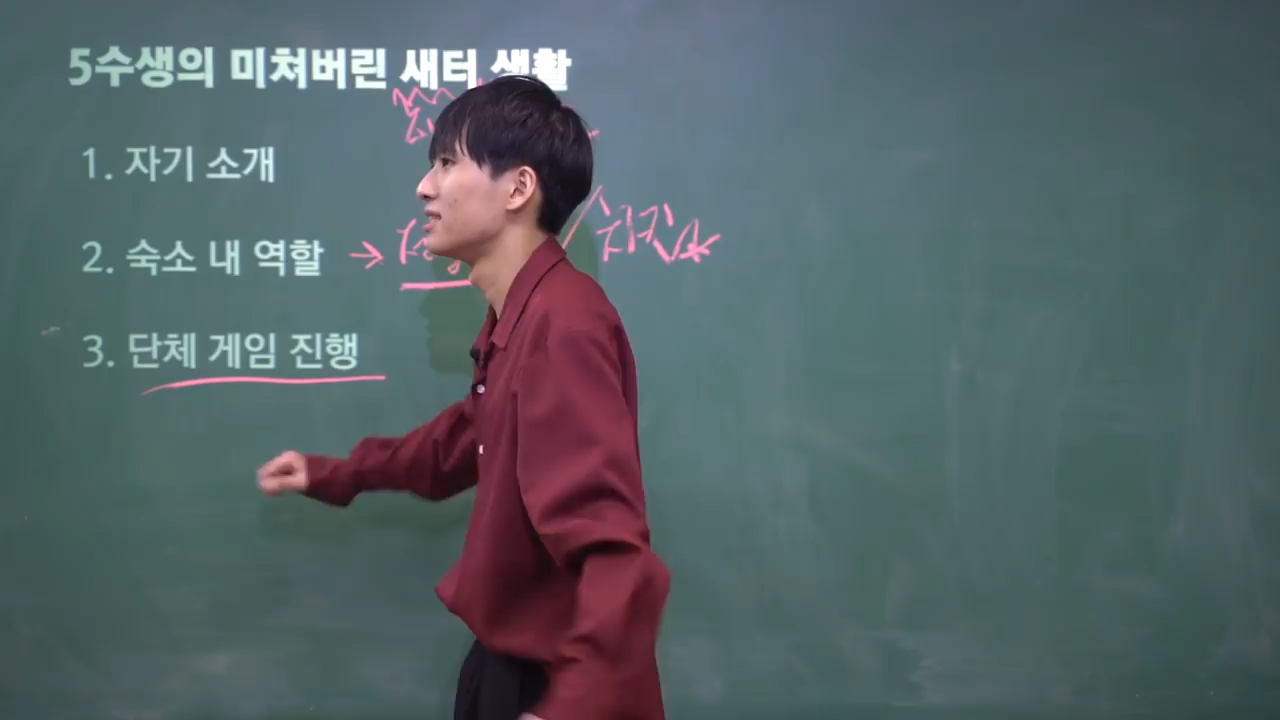 5수생의 미쳐버린 새터 생활
1. 자기 소개
2. 숙소 내 역할 →
3. 단체 게임 진행